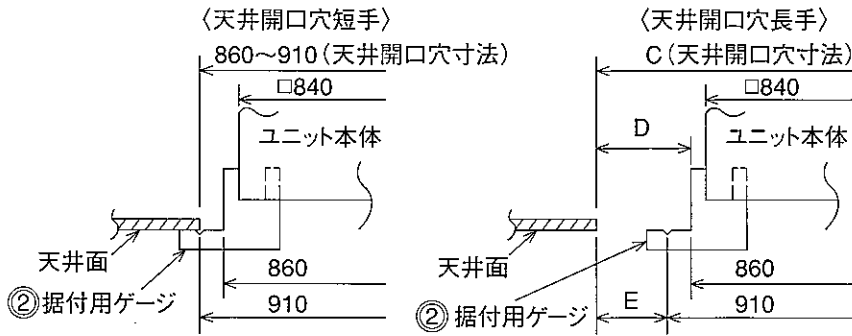 〈天井開口穴短手〉
860～910(天井開口穴寸法)
□840
ユニット本体
天井面
②据付用ゲージ
860
910
〈天井開口穴長手〉
C(天井開口穴寸法)
□840
D
ユニット本体
天井面
②据付用ゲージ
860
E
910